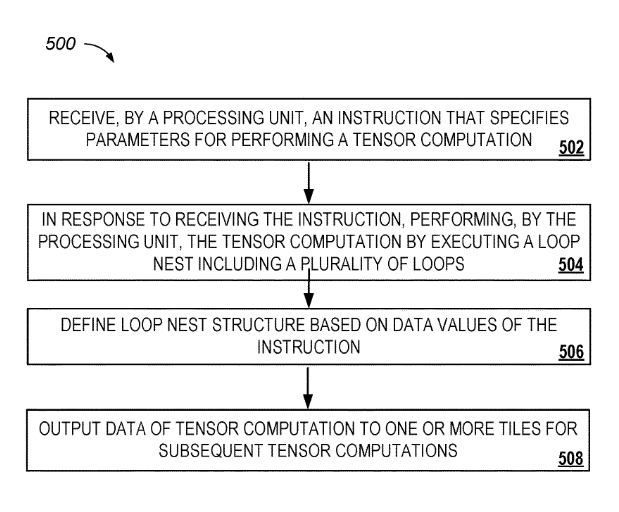 500
RECEIVE, BY A PROCESSING UNIT, AN INSTRUCTION THAT SPECIFIES
PARAMETERS FOR PERFORMING A TENSOR COMPUTATION
502
IN RESPONSE TO RECEIVING THE INSTRUCTION, PERFORMING, BY THE
PROCESSING UNIT, THE TENSOR COMPUTATION BY EXECUTING A LOOP
NEST INCLUDING A PLURALITY OF LOOPS
504
DEFINE LOOP NEST STRUCTURE BASED ON DATA VALUES OF THE
INSTRUCTION
506
OUTPUT DATA OF TENSOR COMPUTATION TO ONE OR MORE TILES FOR
SUBSEQUENT TENSOR COMPUTATIONS
508